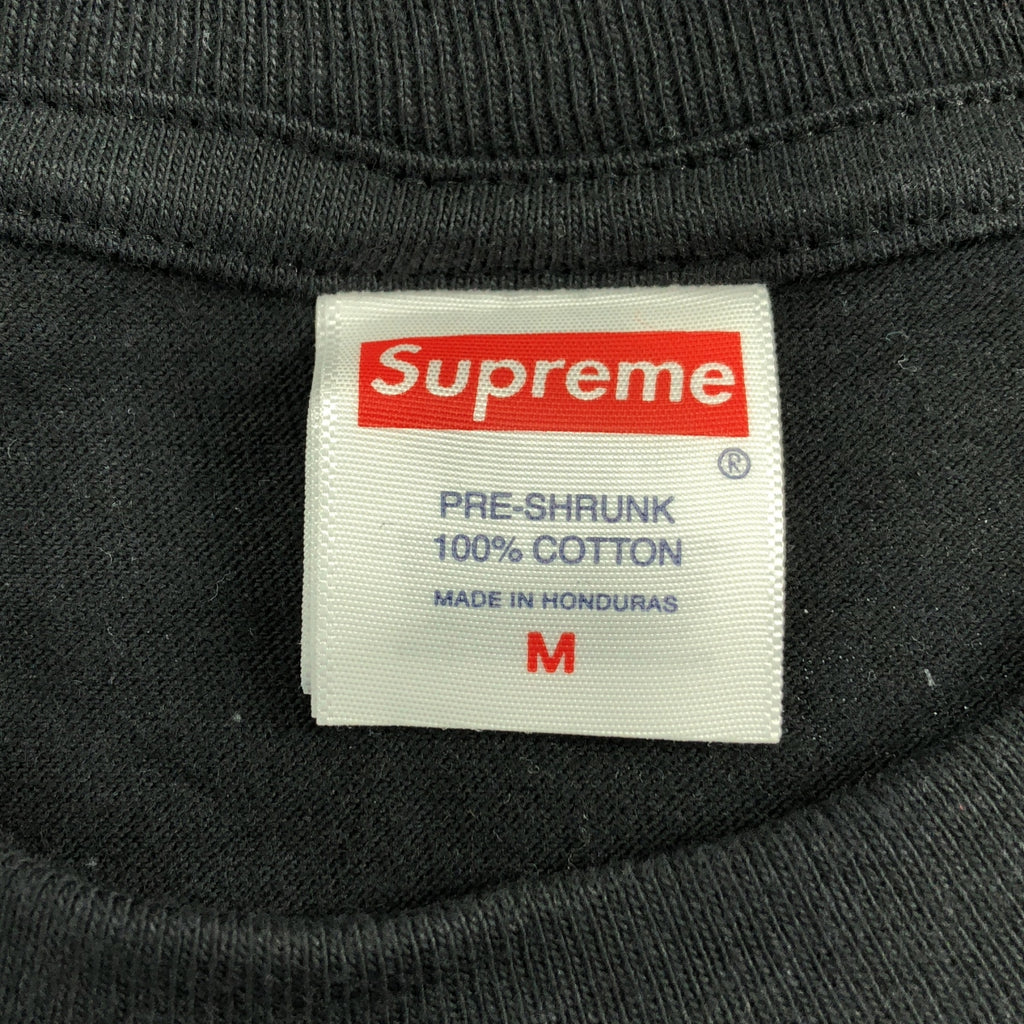 Supreme
®
PRE-SHRUNK
100% COTTON
MADE IN HONDURAS
M